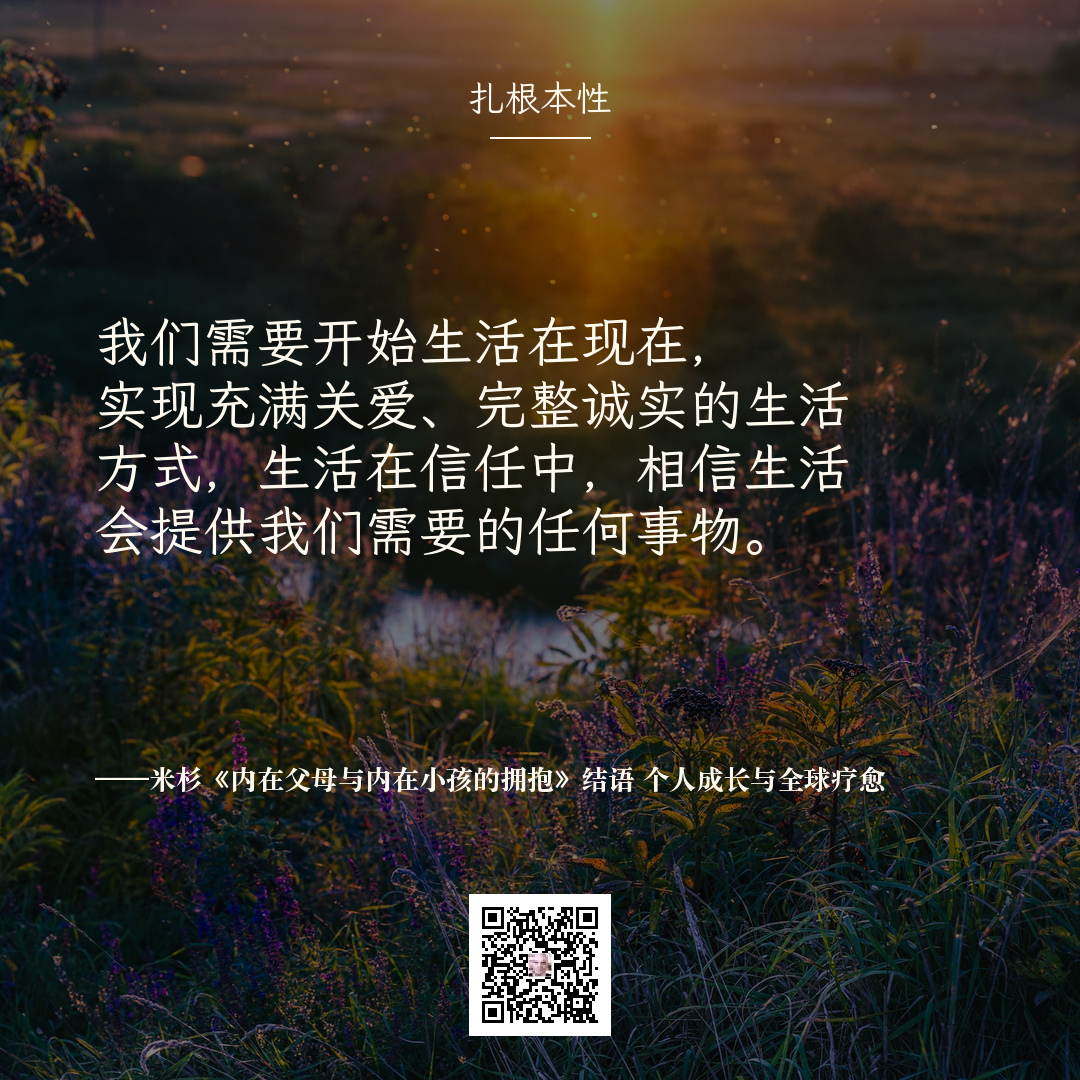 扎根本性
我们需要开始生活在现在，
实现充满关爱、完整诚实的生活
方式，生活在信任中，相信生活
会提供我们需要的任何事物。
——米杉《内在父母与内在小孩的拥抱》结语 个人成长与全球疗愈